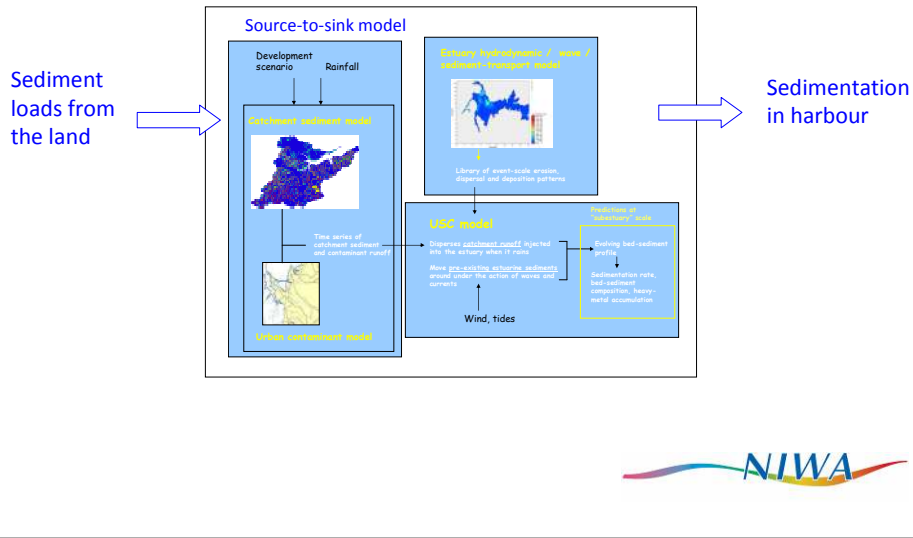 Source-to-sink model
Sediment
loads from
the land
Development
scenario
Rainfall
Catchment sediment model
Time series of
catchment sediment
and contaminant runoff
Urban contaminant model
Estuary hydrodynamic / wave /
sediment-transport model
Library of event-scale erosion,
dispersal and deposition patterns
USC model
Disperses catchment runoff injected
into the estuary when it rains
Move pre-existing estuarine sediments
around under the action of waves and
currents
Wind, tides
Predictions at
"subestuary" scale
Evolving bed-sediment
profile
Sedimentation rate,
bed-sediment
composition, heavy-
metal accumulation
Sedimentation
in harbour
NIWA